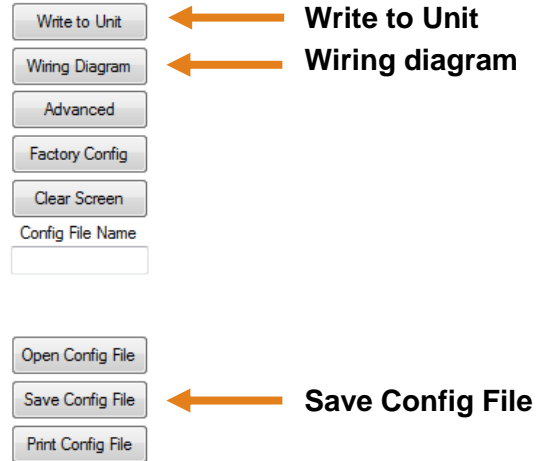 Write to Unit Write to Unit
Wiring Diagram Wiring diagram
Advanced
Factory Config
Clear Screen
Config File Name
Open Config File
Save Config File Save Config File
Print Config File